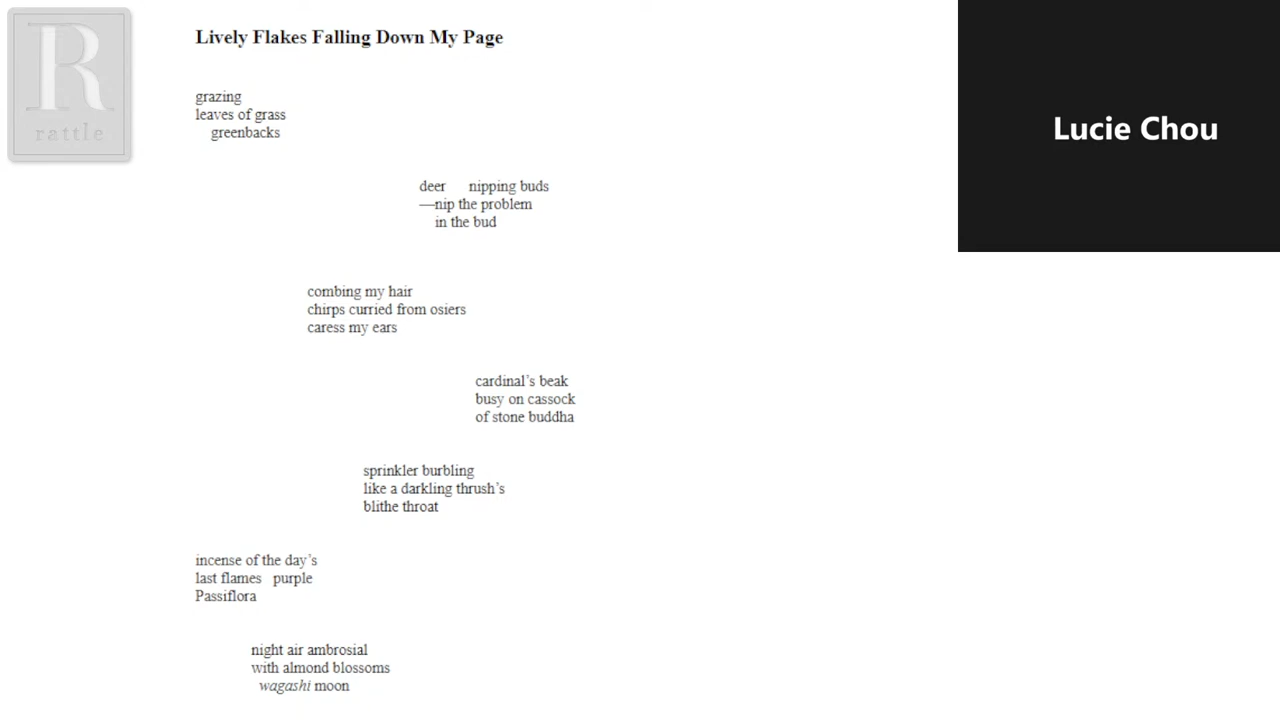 R
rattle
Lively Flakes Falling Down My Page
Lucie Chou
grazing
leaves of grass
greenbacks
deer nipping buds
—nip the problem
in the bud
combing my hair
chirps curried from osiers
caress my ears
cardinal’s beak
busy on cassock
of stone buddha
sprinkler burbling
like a darkling thrush’s
blithe throat
incense of the day’s
last flames purple
Passiflora
night air ambrosial
with almond blossoms
wagashi moon